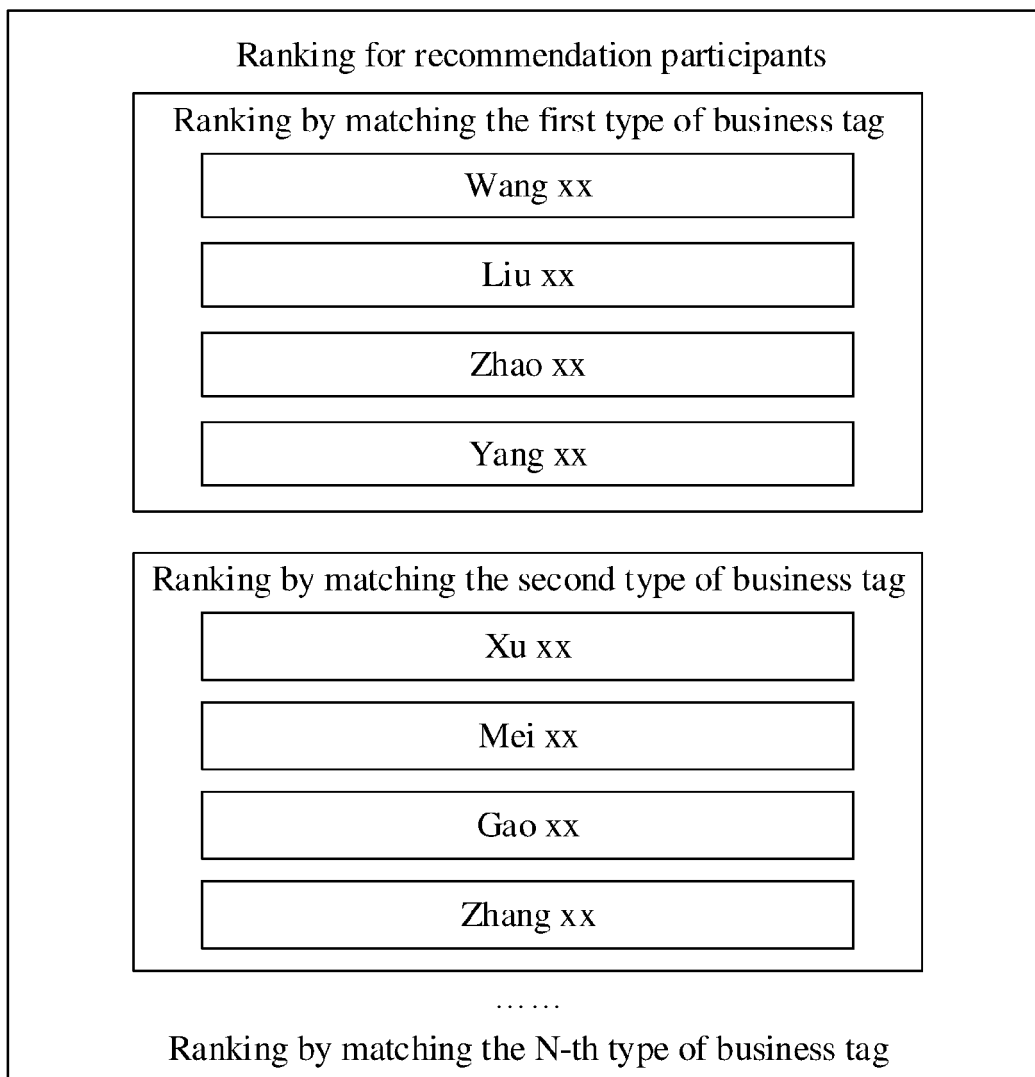 Ranking for recommendation participants
Ranking by matching the first type of business tag
Wang xx
Liu xx
Zhao xx
Yang xx
Ranking by matching the second type of business tag
Xu xx
Mei xx
Gao xx
Zhang xx
……
Ranking by matching the N-th type of business tag